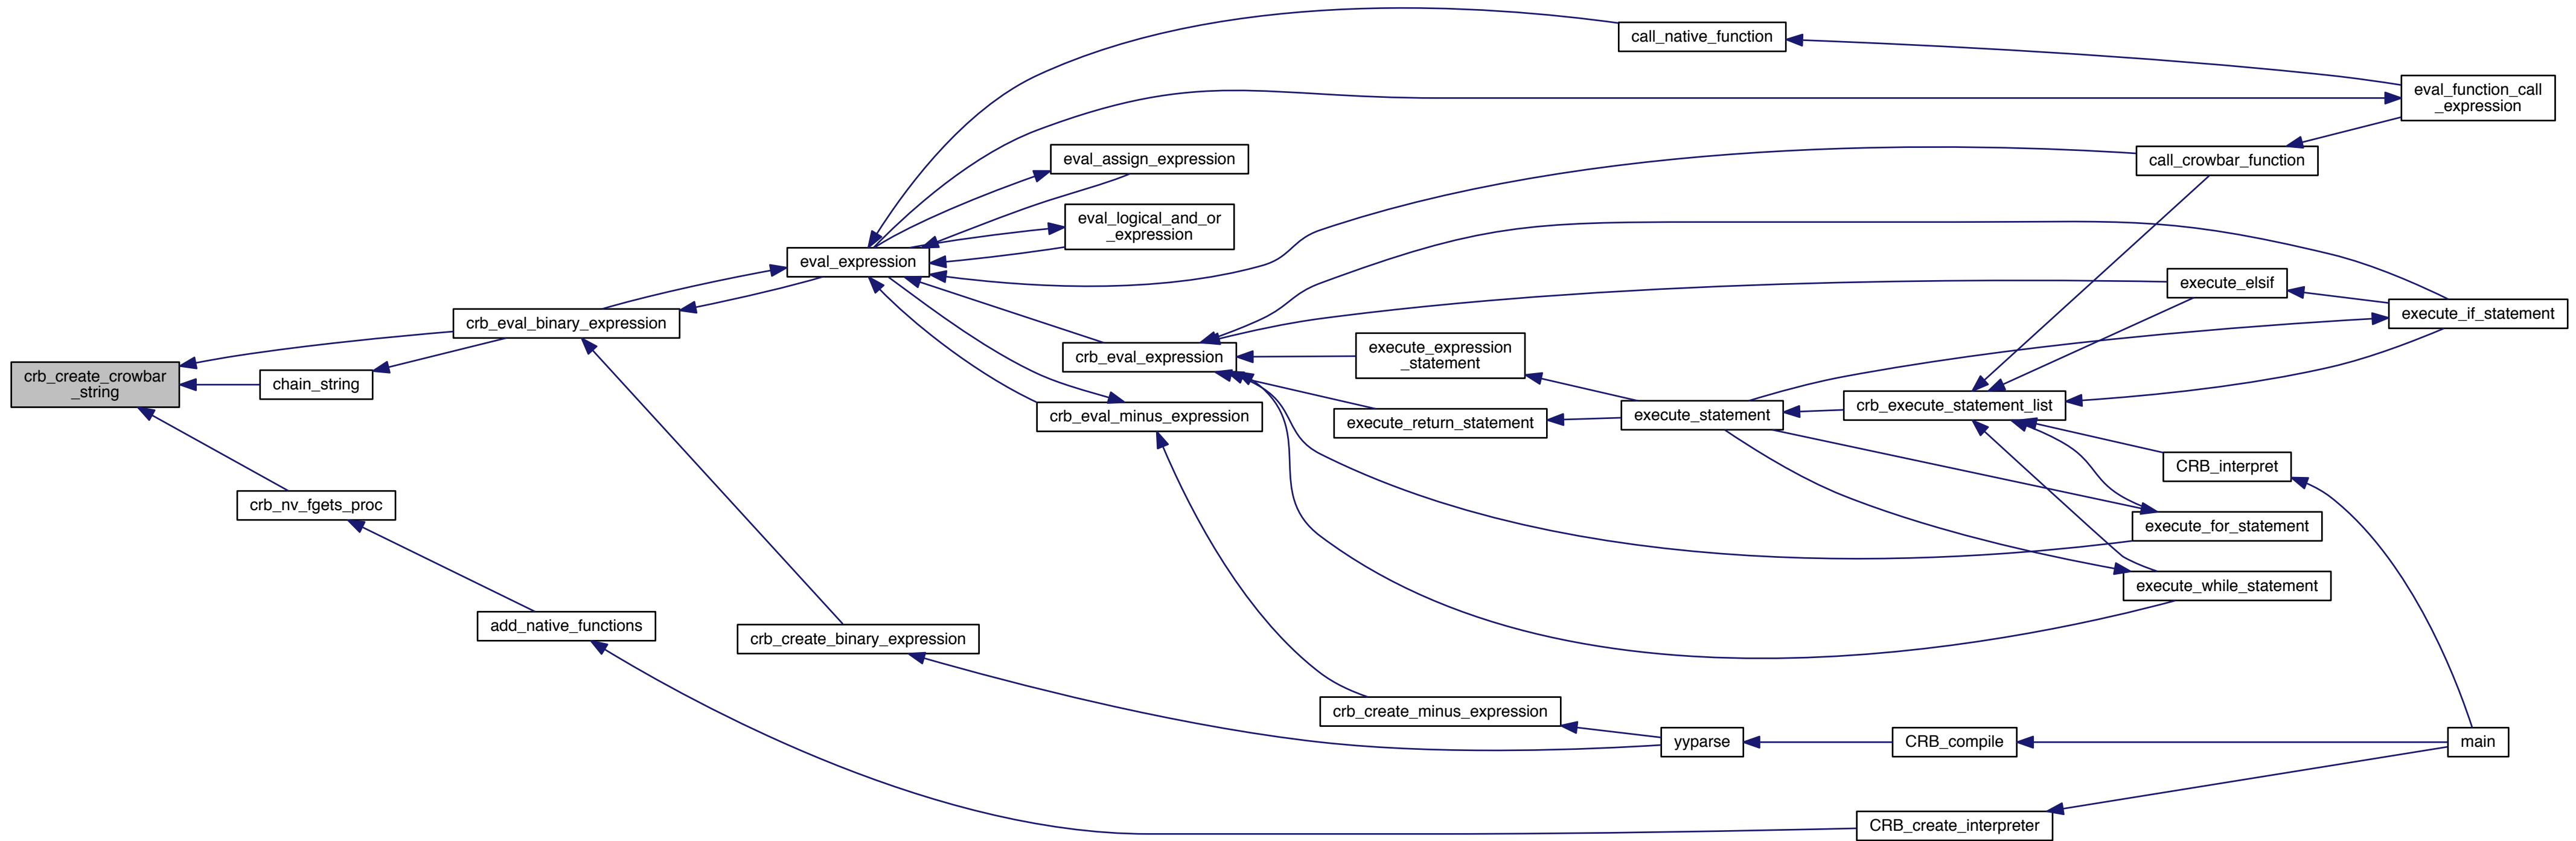 call_native_function
eval_function_call
_expression
eval_assign_expression
call_crowbar_function
eval_logical_and_or
_expression
eval_expression
execute_elsif
execute_if_statement
crb_eval_binary_expression
crb_eval_expression
execute_expression
_statement
crb_create_crowbar
_string
chain_string
crb_eval_minus_expression
execute_return_statement
execute_statement
crb_execute_statement_list
CRB_interpret
crb_nv_fgets_proc
execute_for_statement
execute_while_statement
add_native_functions
crb_create_binary_expression
crb_create_minus_expression
yyparse
CRB_compile
main
CRB_create_interpreter